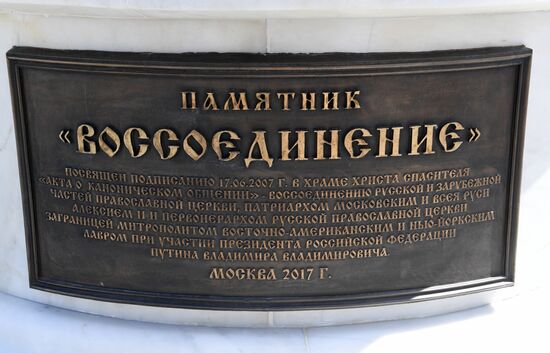 ПАМЯТНИК
«ВОССОЕДИНЕНИЕ»
ПОСВЯЩЕН ПОДПИСАНИЮ 17.06.2007 Г. В ХРАМЕ ХРИСТА СПАСИТЕЛЯ
«АКТА О КАНОНИЧЕСКОМ ОБЩЕНИИ» - ВОССОЕДИНЕНИЮ РУССКОЙ И ЗАРУБЕЖНОЙ
ЧАСТЕЙ ПРАВОСЛАВНОЙ ЦЕРКВИ, ПАТРИАРХОМ МОСКОВСКИМ И ВСЕЯ РУСИ
АЛЕКСИЕМ II И ПЕРВОИЕРАРХОМ РУССКОЙ ПРАВОСЛАВНОЙ ЦЕРКВИ
ЗАГРАНИЦЕЙ МИТРОПОЛИТОМ ВОСТОЧНО-АМЕРИКАНСКИМ И НЬЮ-ЙОРКСКИМ
ЛАВРОМ ПРИ УЧАСТИИ ПРЕЗИДЕНТА РОССИЙСКОЙ ФЕДЕРАЦИИ
ПУТИНА ВЛАДИМИРА ВЛАДИМИРОВИЧА.
МОСКВА 2017 Г.